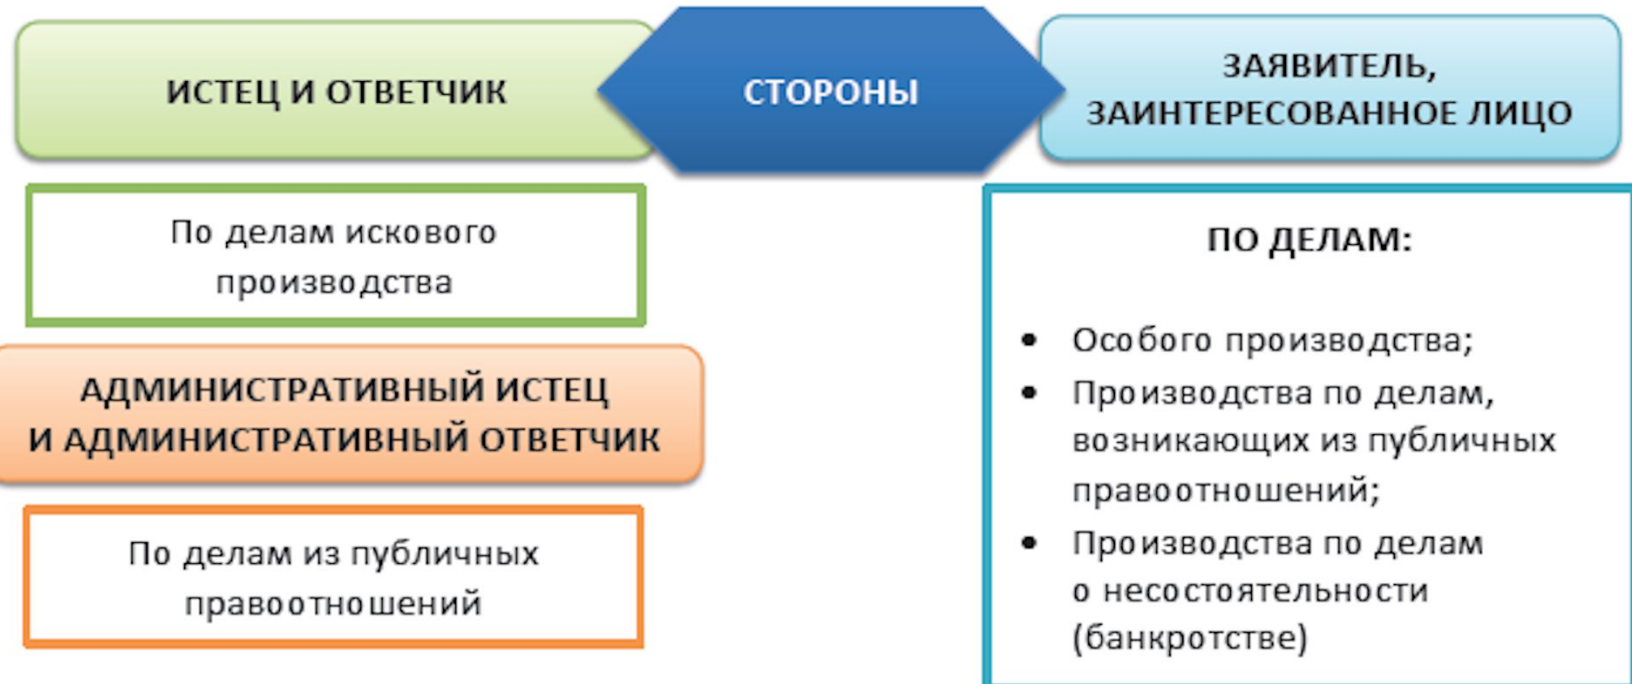 ИСТЕЦ И ОТВЕТЧИК
СТОРОНЫ
ЗАЯВИТЕЛЬ,
ЗАИНТЕРЕСОВАННОЕ ЛИЦО
По делам искового
производства
АДМИНИСТРАТИВНЫЙ ИСТЕЦ
И АДМИНИСТРАТИВНЫЙ ОТВЕТЧИК
По делам из публичных
правоотношений
ПО ДЕЛАМ:
• Особого производства;
• Производства по делам,
возникающих из публичных
правоотношений;
• Производства по делам
о несостоятельности
(банкротстве)